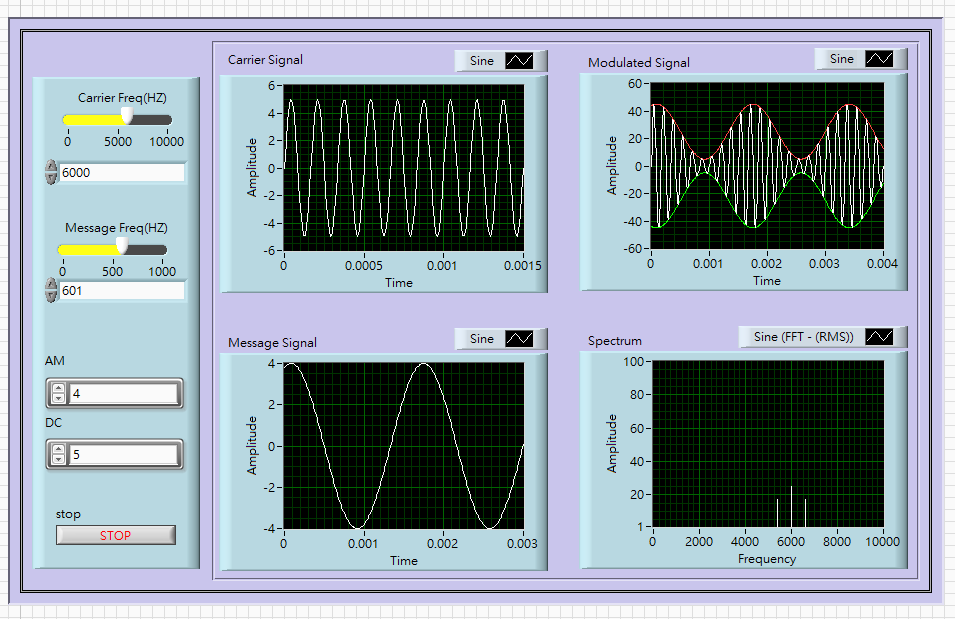 Carrier Freq(HZ)
0 5000 10000
6000
Message Freq(HZ)
0 500 1000
601
AM
4
DC
5
stop
STOP
Carrier Signal
Sine
6
4
2
0
-2
-4
-6
Amplitude
0 0.0005 0.001 0.0015
Time
Modulated Signal
Sine
60
40
20
0
-20
-40
-60
Amplitude
0 0.001 0.002 0.003 0.004
Time
Message Signal
Sine
4
2
0
-2
-4
Amplitude
0 0.001 0.002 0.003
Time
Spectrum
Sine (FFT - (RMS))
100
80
60
40
20
1
Amplitude
0 2000 4000 6000 8000 10000
Frequency